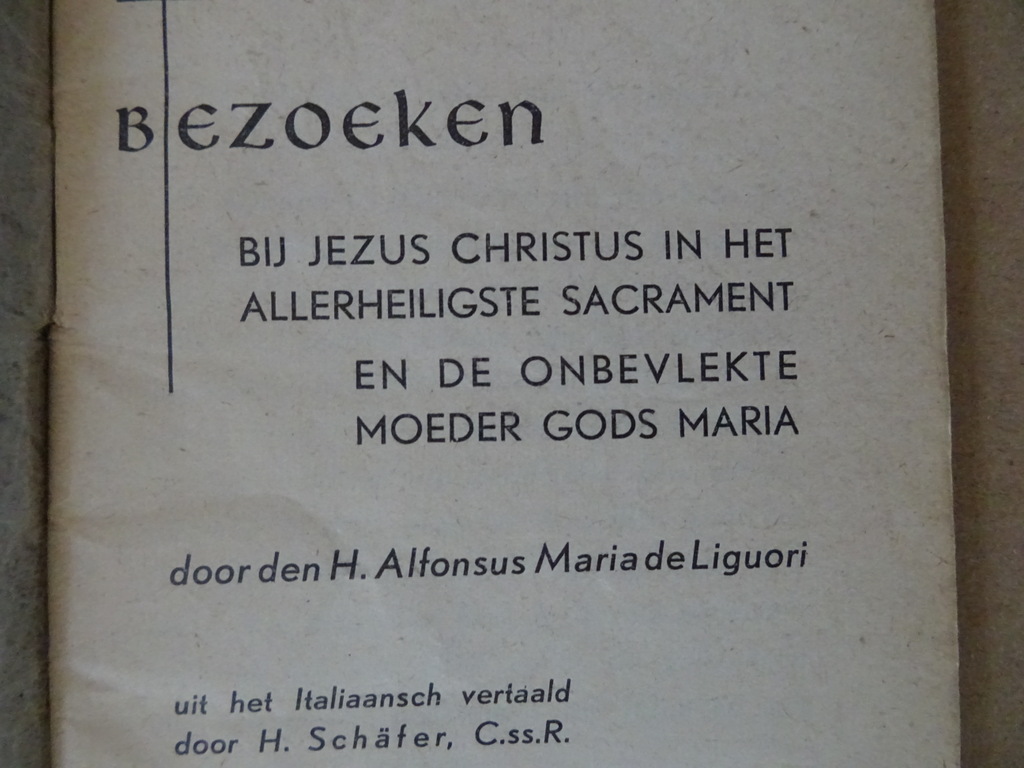 BEZOEKEN
BIJ JEZUS CHRISTUS IN HET
ALLERHEILIGSTE SACRAMENT
EN DE ONBEVLEKTE
MOEDER GODS MARIA
door den H. Alfonsus Maria de Liguori
uit het Italiaansch vertaald
door H. Schäfer, C.ss.R.